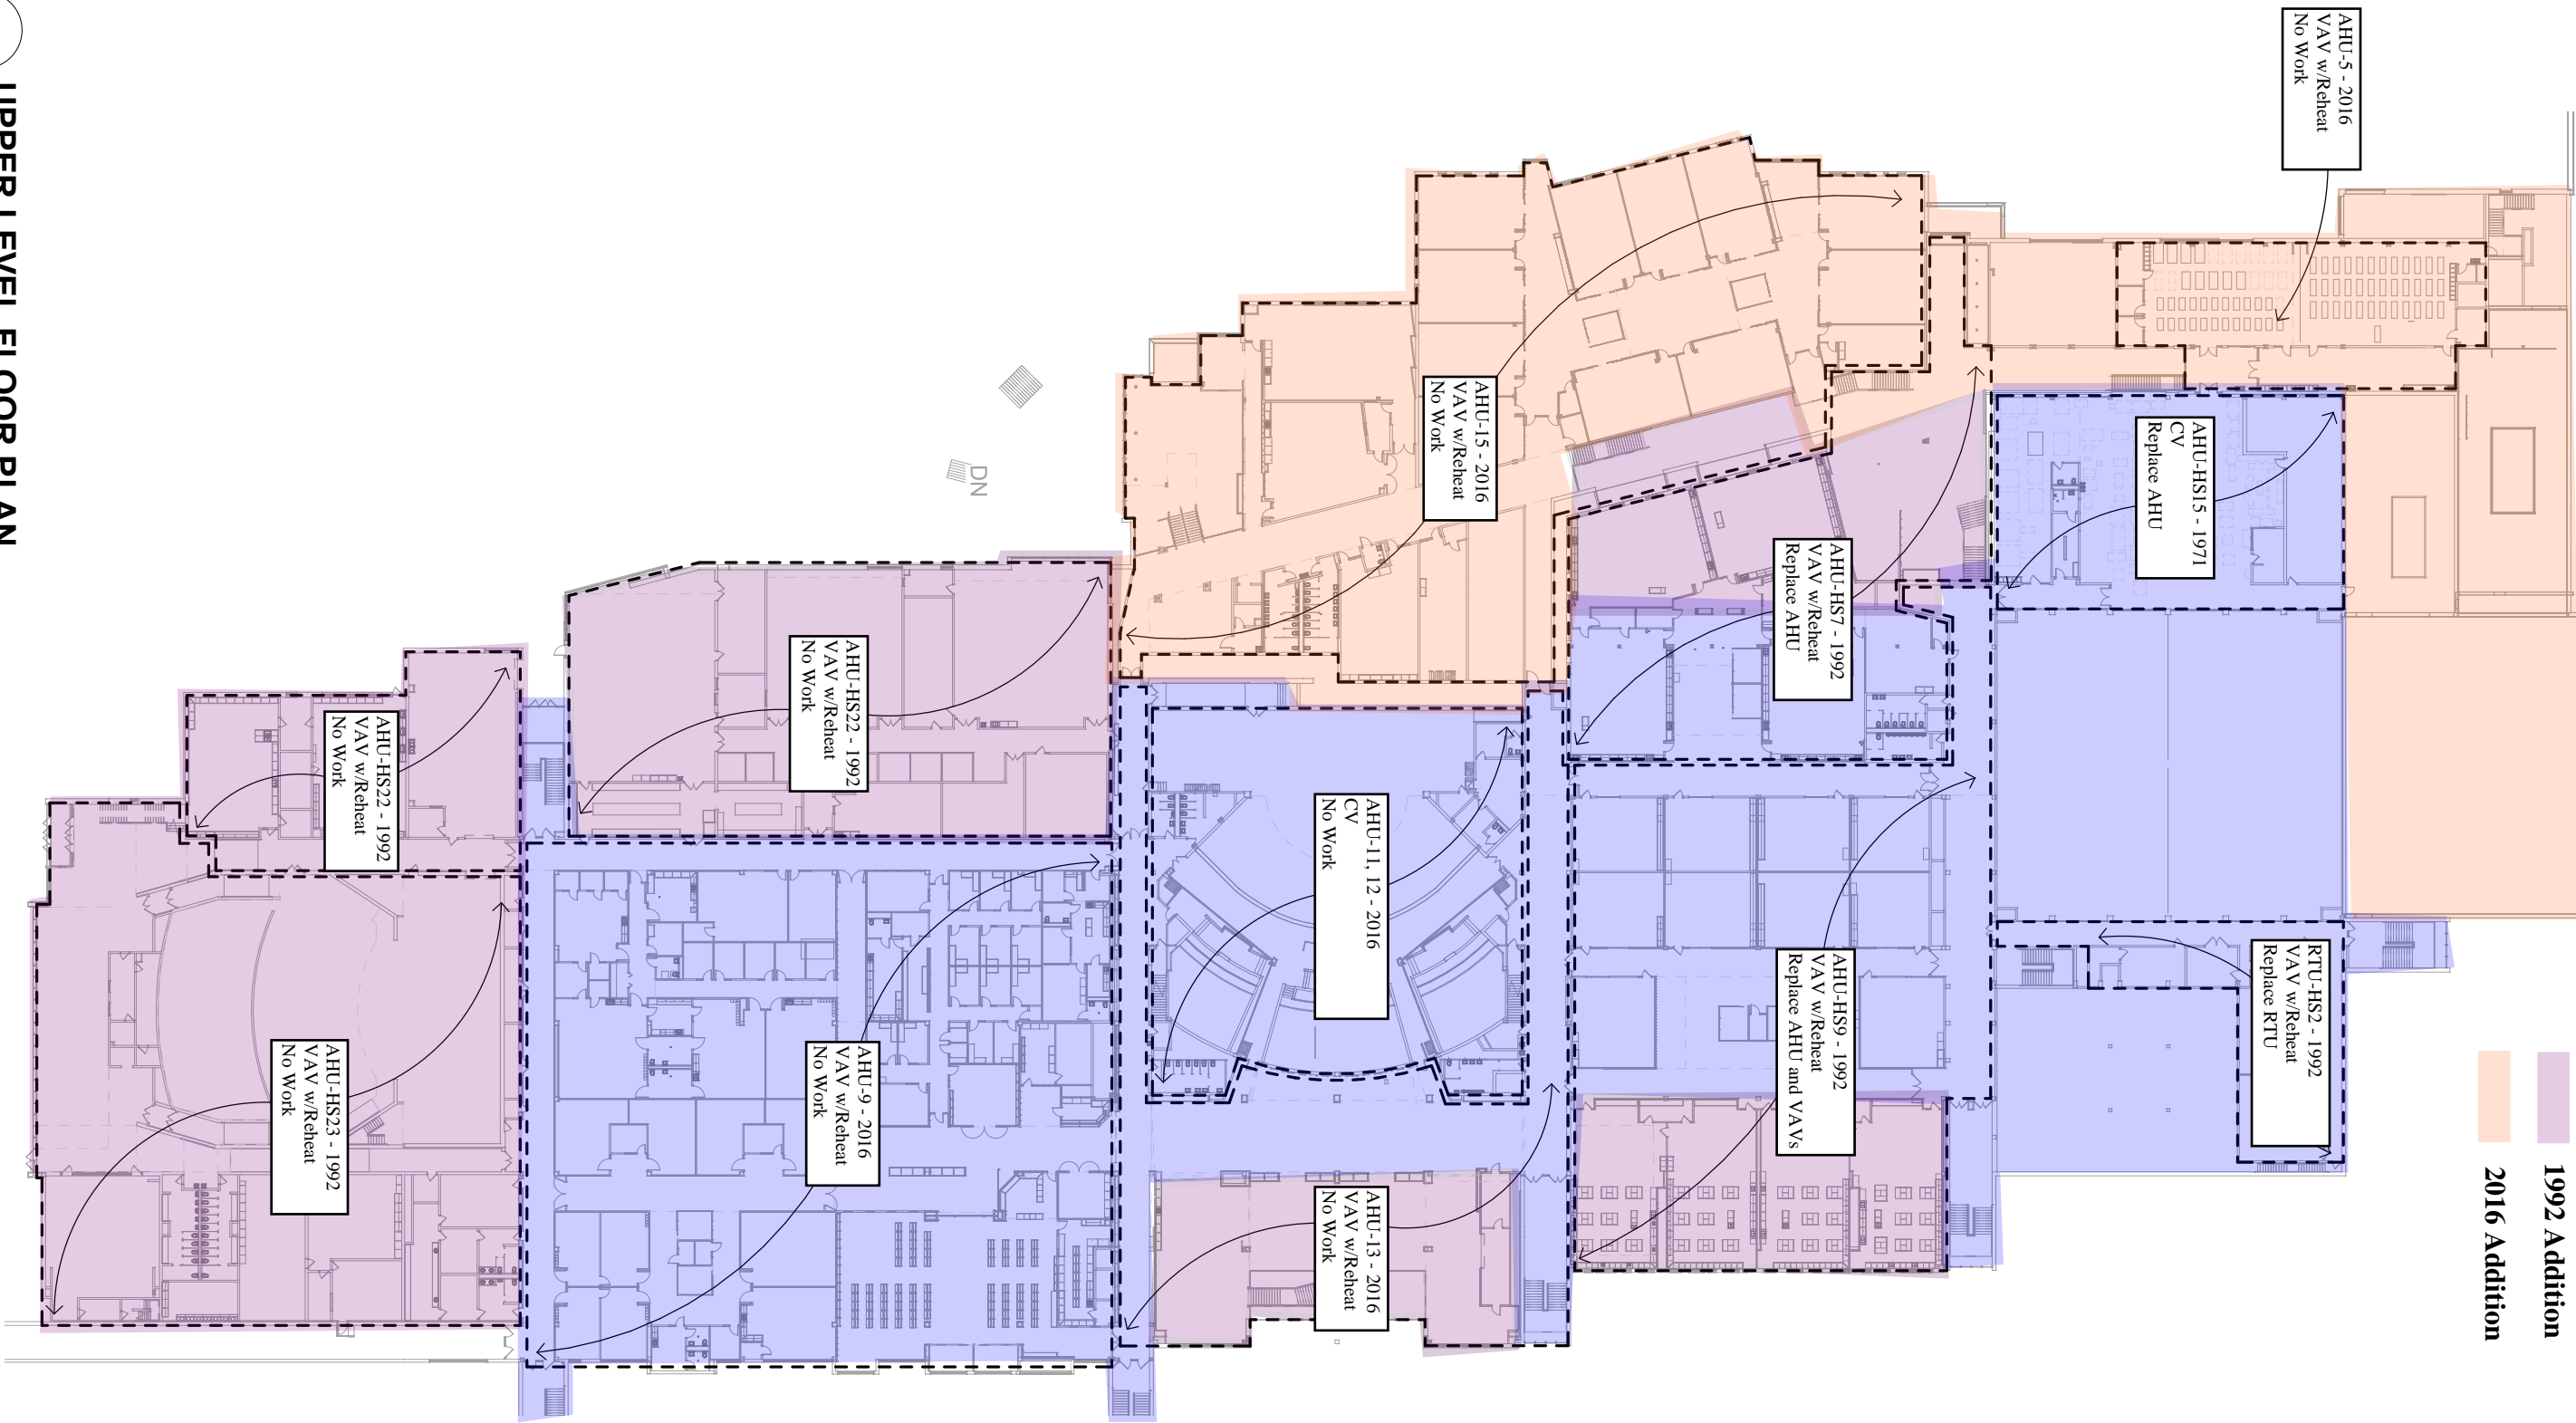 1992 Addition
2016 Addition
AHU-5 - 2016
VAV w/Reheat
No Work
RTU-HS2 - 1992
VAV w/Reheat
Replace RTU
AHU-HS15 - 1971
CV
Replace AHU
AHU-HS7 - 1992
VAV w/Reheat
Replace AHU
AHU-HS9 - 1992
VAV w/Reheat
Replace AHU and VAVs
AHU-15 - 2016
VAV w/Reheat
No Work
AHU-11, 12 - 2016
CV
No Work
AHU-13 - 2016
VAV w/Reheat
No Work
DN
AHU-HS22 - 1992
VAV w/Reheat
No Work
AHU-9 - 2016
VAV w/Reheat
No Work
AHU-HS22 - 1992
VAV w/Reheat
No Work
AHU-HS23 - 1992
VAV w/Reheat
No Work
UPPER LEVEL FLOOR PLAN